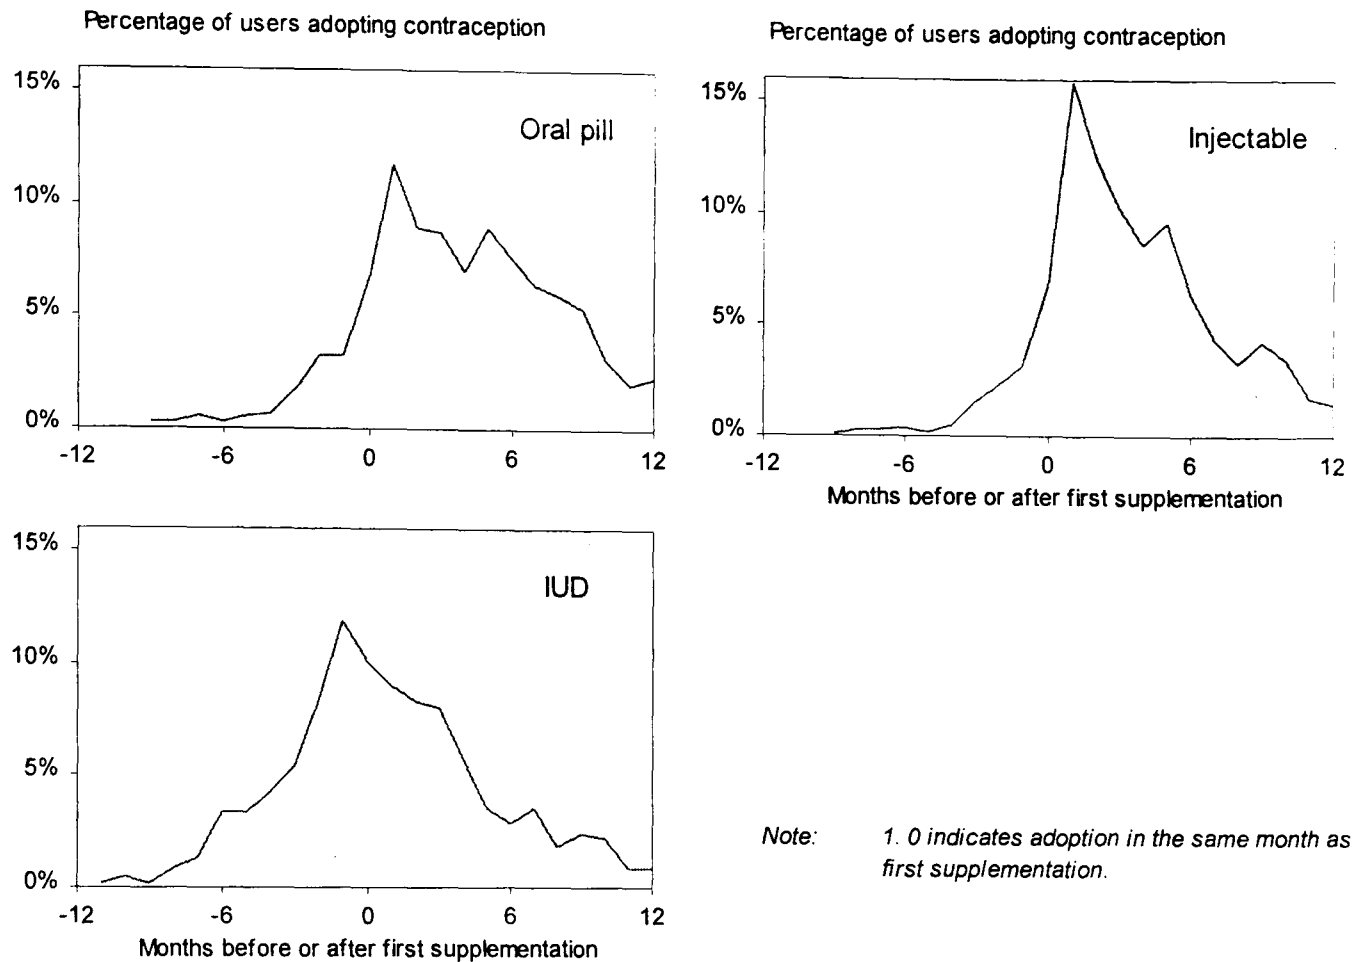 Percentage of users adopting contraception
15%
10%
5%
0%
Oral pill
-12 -6 0 6 12
Percentage of users adopting contraception
15%
10%
5%
0%
Injectable
-12 -6 0 6 12
Months before or after first supplementation
15%
10%
5%
0%
IUD
-12 -6 0 6 12
Months before or after first supplementation
Note: 1. 0 indicates adoption in the same month as
first supplementation.